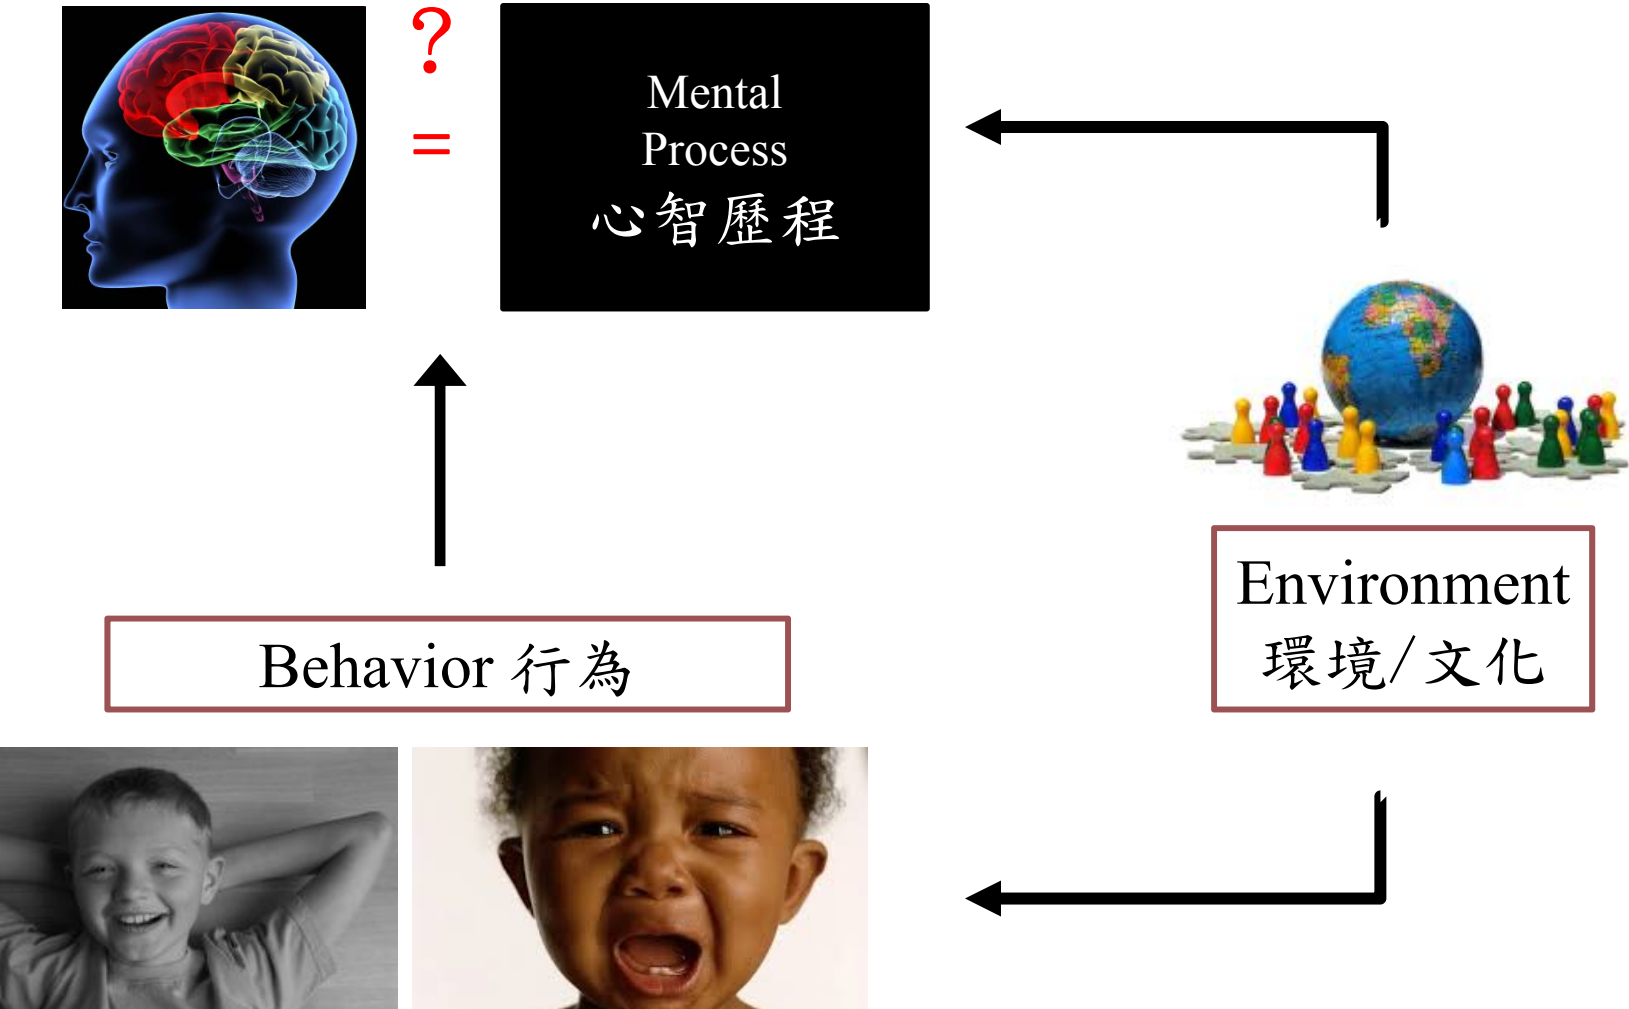 ?
=
Mental
Process
心智歷程
Behavior 行為
Environment
環境/文化